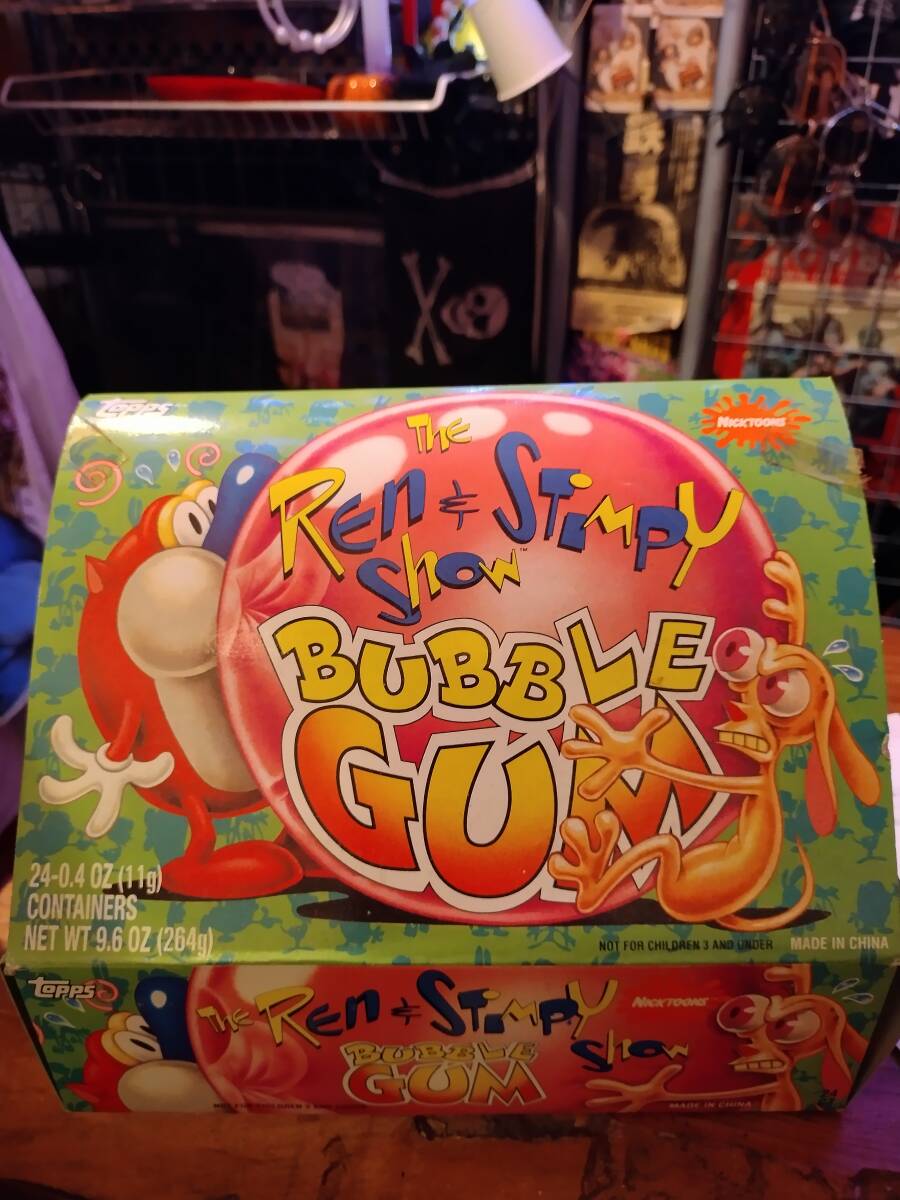 Topps
NICKTOONS
The
Ren & Stimpy
Show™
BUBBLE
GUM
24-0.4 OZ (11g)
CONTAINERS
NET WT 9.6 OZ (264g)
NOT FOR CHILDREN 3 AND UNDER
MADE IN CHINA
Topps
The Ren & Stimpy
Show
NICKTOONS
BUBBLE
GUM
MADE IN CHINA